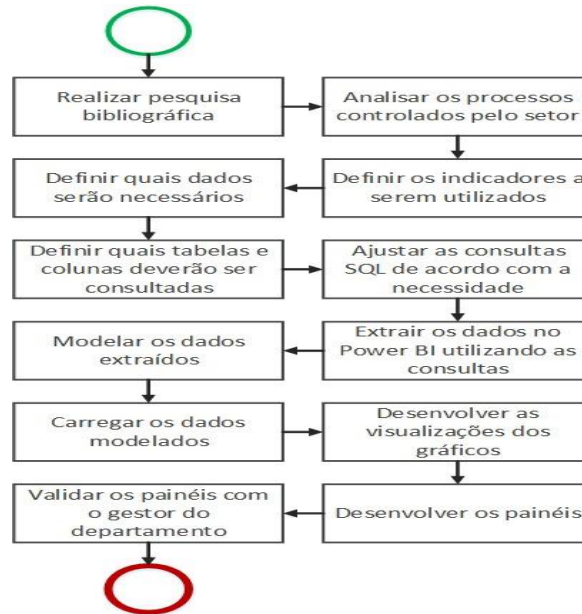 Realizar pesquisa
bibliográfica
Analisar os processos
controlados pelo setor
Definir os indicadores a
serem utilizados
Definir quais dados
serão necessários
Definir quais tabelas e
colunas deverão ser
consultadas
Ajustar as consultas
SQL de acordo com a
necessidade
Extrair os dados no
Power BI utilizando as
consultas
Modelar os dados
extraídos
Carregar os dados
modelados
Desenvolver as
visualizações dos
gráficos
Desenvolver os painéis
Validar os painéis com
o gestor do
departamento